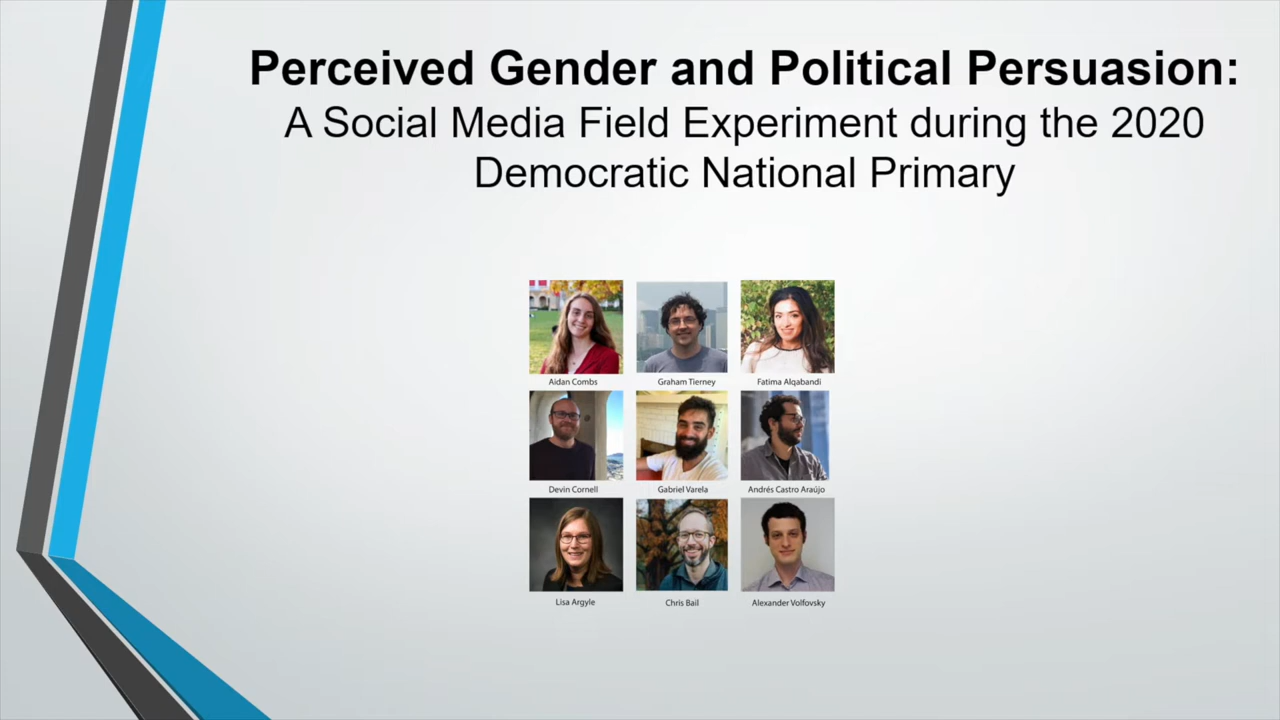 Perceived Gender and Political Persuasion:
A Social Media Field Experiment during the 2020
Democratic National Primary
Aidan Combs
Graham Tierney
Fatima Alqabandi
Devin Cornell
Gabriel Varela
Andrés Castro Araújo
Lisa Argyle
Chris Bail
Alexander Volfovsky